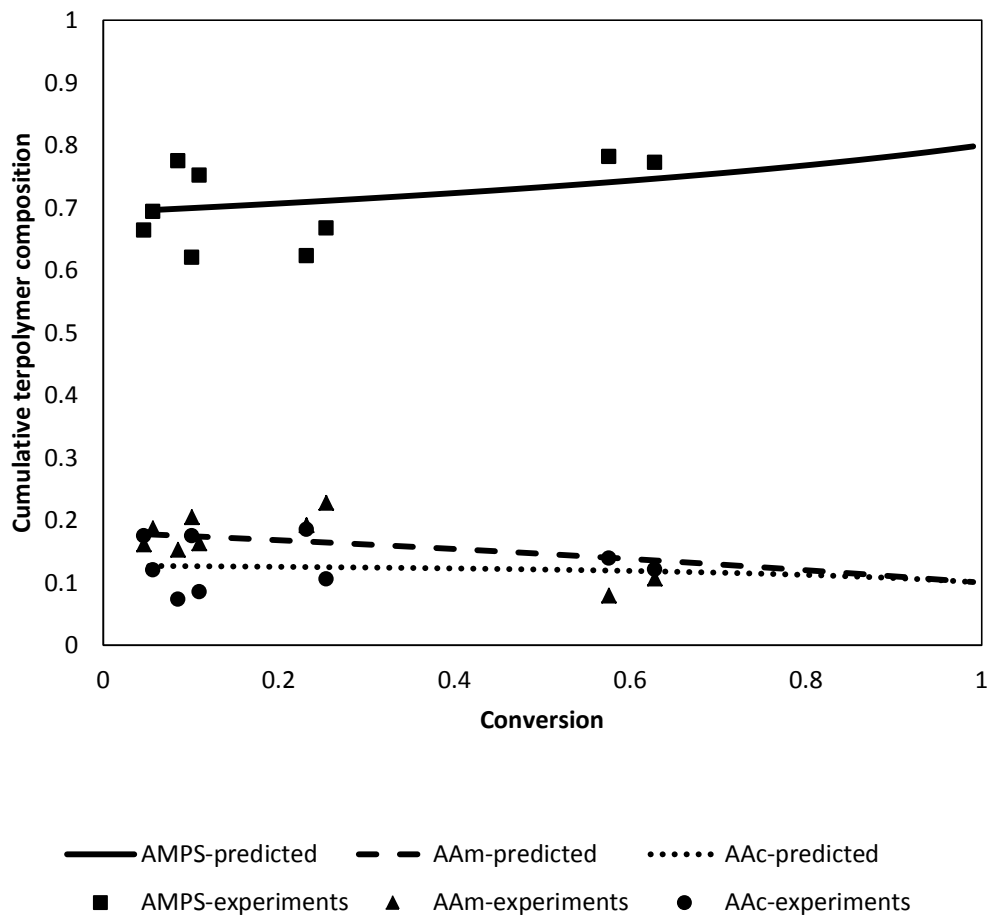 1
0.9
0.8
0.7
0.6
0.5
0.4
0.3
0.2
0.1
0
Cumulative terpolymer composition
0 0.2 0.4 0.6 0.8 1
Conversion
AMPS-predicted AAm-predicted AAc-predicted
AMPS-experiments AAm-experiments AAc-experiments